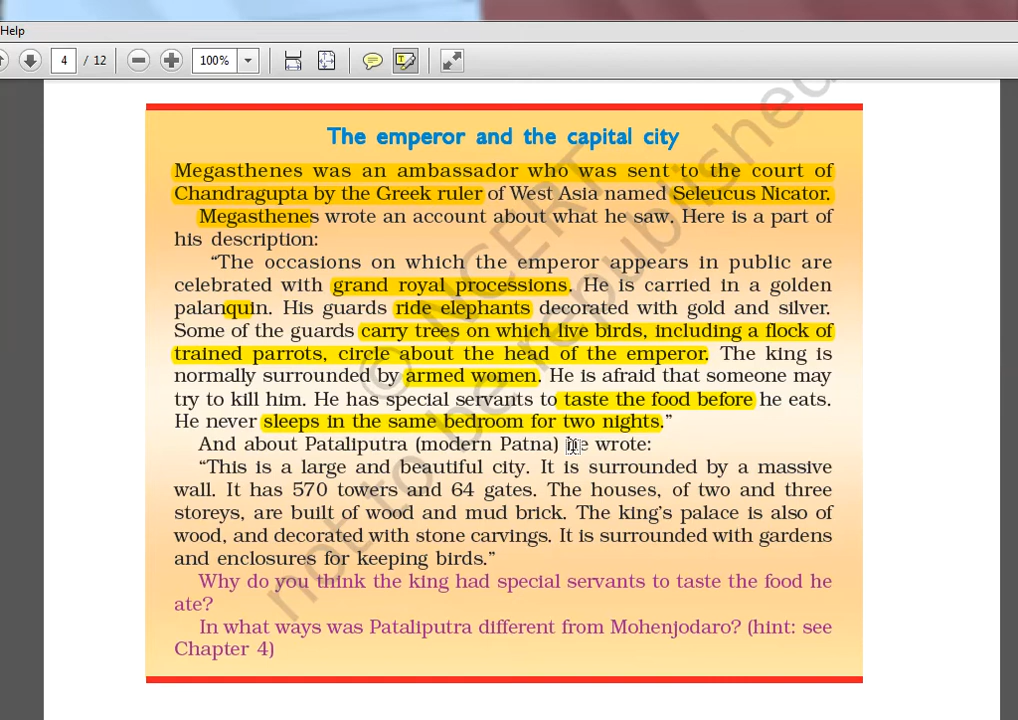 Help
4 / 12
100%
The emperor and the capital city
Megasthenes was an ambassador who was sent to the court of
Chandragupta by the Greek ruler of West Asia named Seleucus Nicator.
Megasthenes wrote an account about what he saw. Here is a part of
his description:
“The occasions on which the emperor appears in public are
celebrated with grand royal processions. He is carried in a golden
palanquin. His guards ride elephants decorated with gold and silver.
Some of the guards carry trees on which live birds, including a flock of
trained parrots, circle about the head of the emperor. The king is
normally surrounded by armed women. He is afraid that someone may
try to kill him. He has special servants to taste the food before he eats.
He never sleeps in the same bedroom for two nights.”
And about Pataliputra (modern Patna) he wrote:
“This is a large and beautiful city. It is surrounded by a massive
wall. It has 570 towers and 64 gates. The houses, of two and three
storeys, are built of wood and mud brick. The king’s palace is also of
wood, and decorated with stone carvings. It is surrounded with gardens
and enclosures for keeping birds.”
Why do you think the king had special servants to taste the food he
ate?
In what ways was Pataliputra different from Mohenjodaro? (hint: see
Chapter 4)
© NCERT
not to be republished